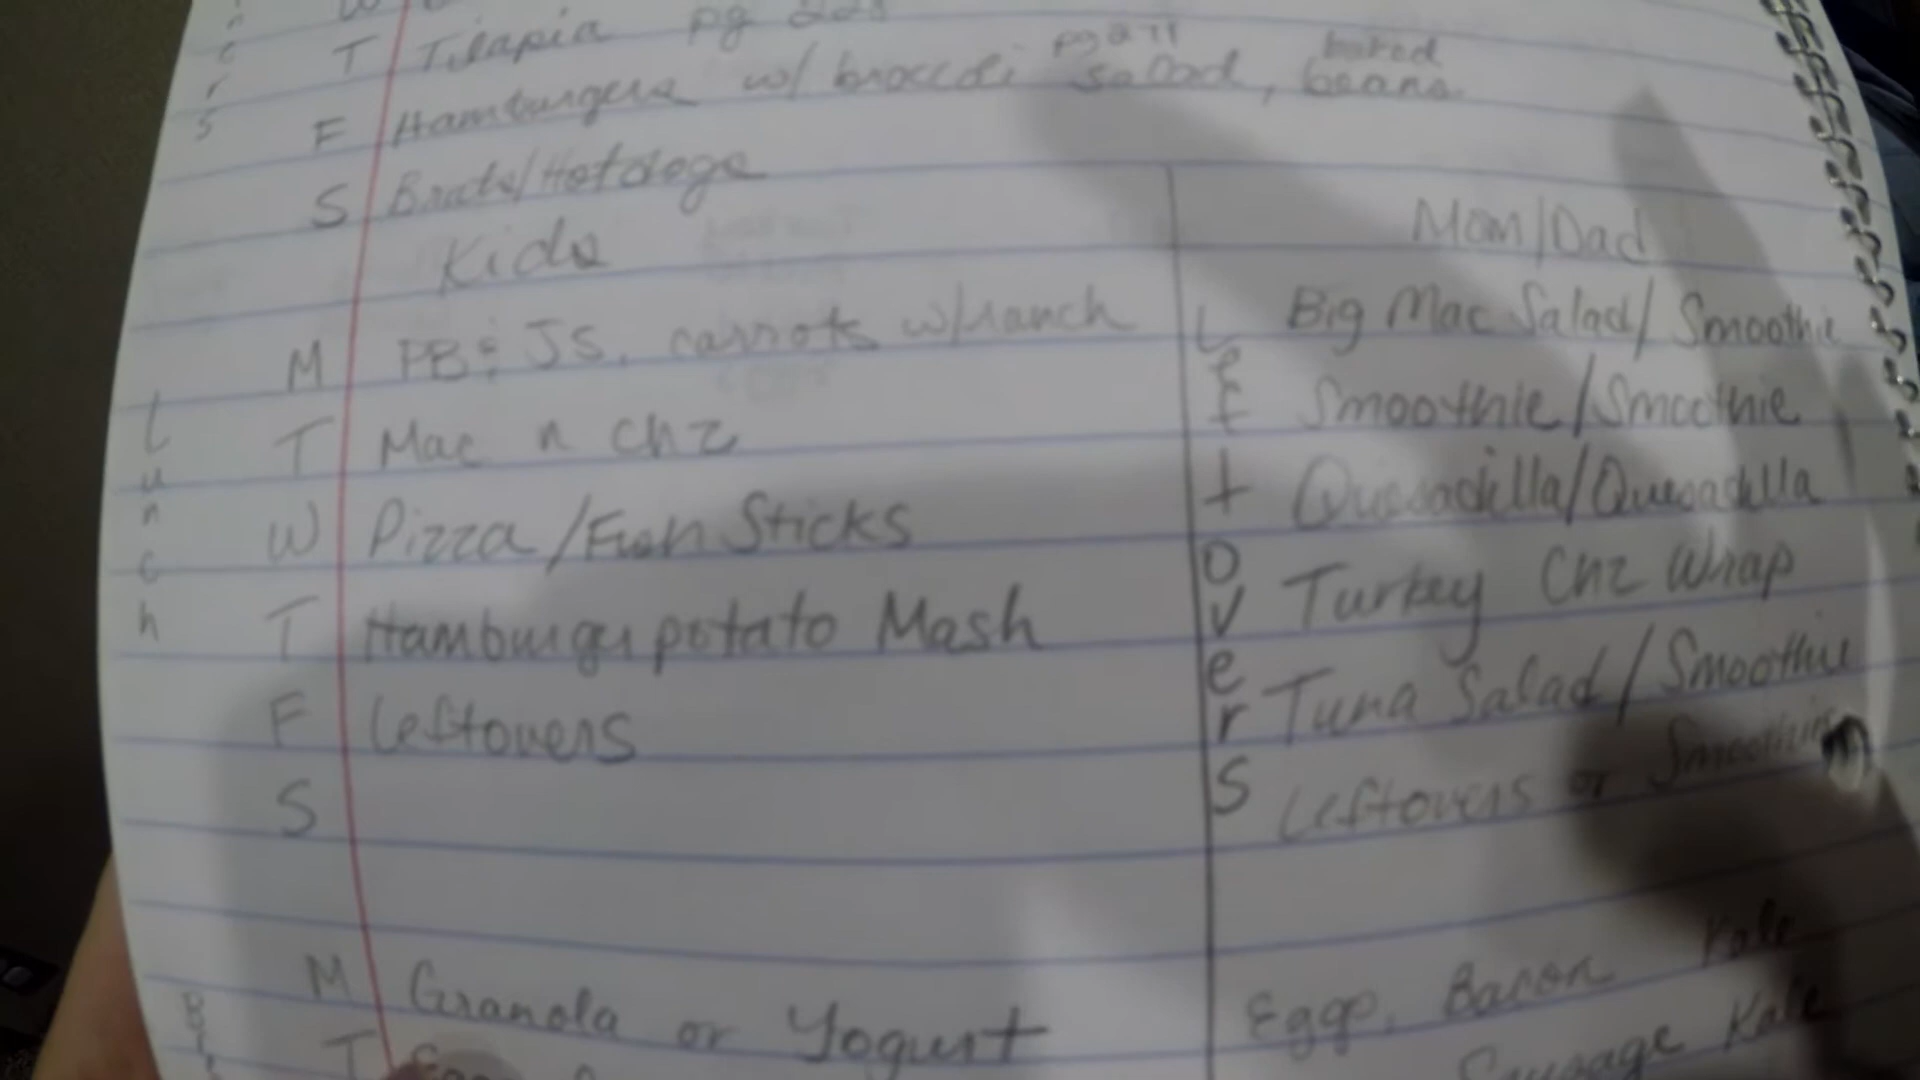 T Tilapia pg
F Hamburgers w/ broccoli salad, baked beans
S Brats/Hotdogs
Kids Mom/Dad
M PB & JS, carrots w/ranch Big Mac Salad/Smoothie
T Mac n chz Smoothie/Smoothie
W Pizza/Fish Sticks Quesadilla/Quesadilla
T Hamburger potato Mash Turkey Chz Wrap
F Leftovers Tuna Salad/Smoothie
S Leftovers or Smoothie
Lunch
Leftovers
M Granola or Yogurt Eggs, Bacon Kale
T Sausage Kale